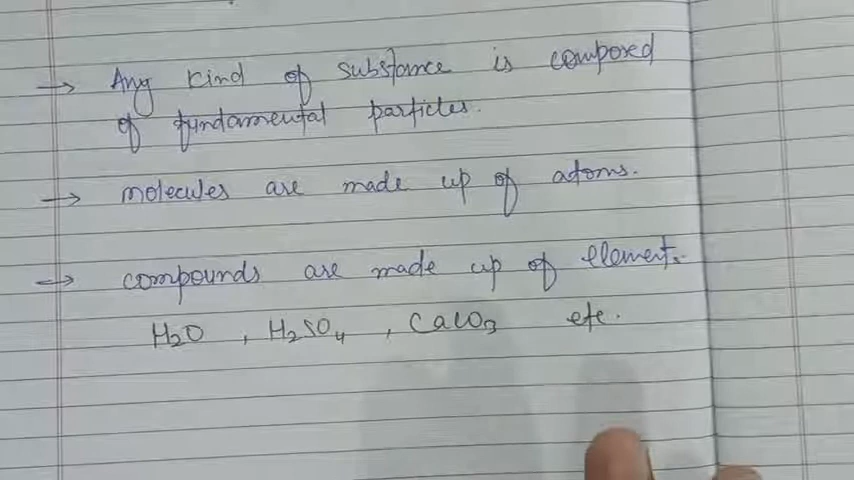 → Any kind of substance is composed
of fundamental particles.
→ molecules are made up of atoms.
→ compounds are made up of element.
H₂O , H₂SO₄ , CaCO₃ etc.